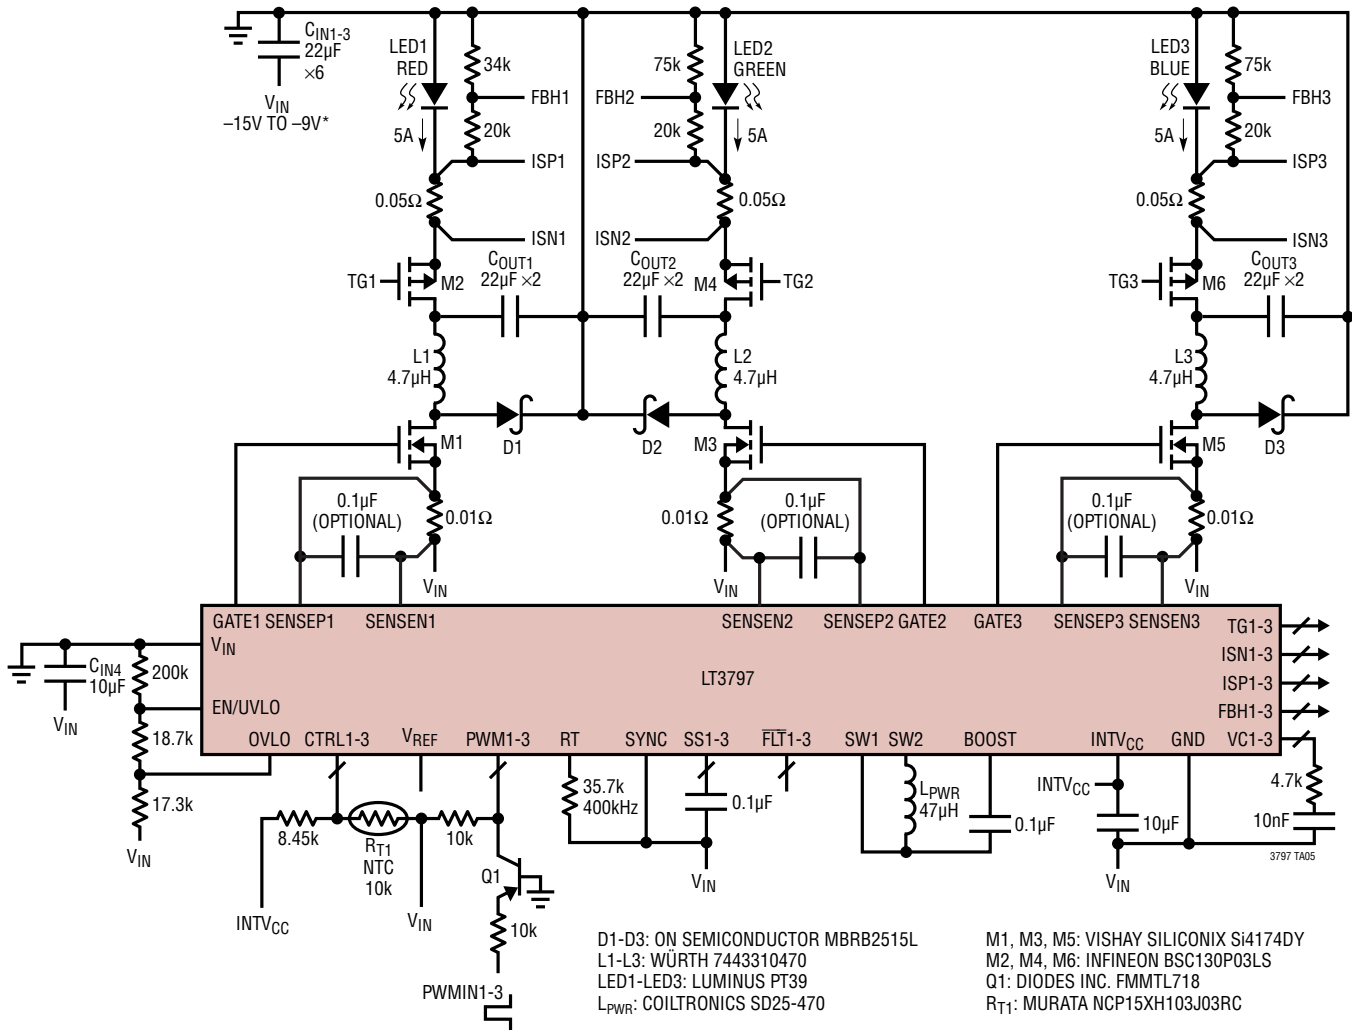 C_IN1-3
22µF
×6
V_IN
–15V TO –9V*
LED1
RED
34k
FBH1
20k
5A
ISP1
0.05Ω
ISN1
TG1
M2
C_OUT1
22µF ×2
L1
4.7µH
M1
D1
75k
LED2
GREEN
FBH2
20k
5A
ISP2
0.05Ω
ISN2
C_OUT2
22µF ×2
M4
TG2
L2
4.7µH
D2
M3
LED3
BLUE
75k
FBH3
20k
5A
ISP3
0.05Ω
ISN3
TG3
M6
C_OUT3
22µF ×2
L3
4.7µH
M5
D3
0.1µF
(OPTIONAL)
0.01Ω
V_IN
0.01Ω
0.1µF
(OPTIONAL)
V_IN
0.1µF
(OPTIONAL)
0.01Ω
V_IN
GATE1 SENSEP1 SENSEN1 SENSEN2 SENSEP2 GATE2 GATE3 SENSEP3 SENSEN3
V_IN
EN/UVLO
LT3797
TG1-3
ISN1-3
ISP1-3
FBH1-3
VC1-3
OVLO CTRL1-3 V_REF PWM1-3 RT SYNC SS1-3 FLT1-3 SW1 SW2 BOOST INTV_CC GND
C_IN4
10µF
V_IN
200k
18.7k
17.3k
V_IN
8.45k
R_T1
NTC
10k
INTV_CC
V_IN
10k
Q1
10k
PWMIN1-3
35.7k
400kHz
0.1µF
V_IN
L_PWR
47µH
0.1µF
INTV_CC
10µF
V_IN
4.7k
10nF
3797 TA05
D1-D3: ON SEMICONDUCTOR MBRB2515L
L1-L3: WÜRTH 7443310470
LED1-LED3: LUMINUS PT39
L_PWR: COILTRONICS SD25-470
M1, M3, M5: VISHAY SILICONIX Si4174DY
M2, M4, M6: INFINEON BSC130P03LS
Q1: DIODES INC. FMMTL718
R_T1: MURATA NCP15XH103J03RC